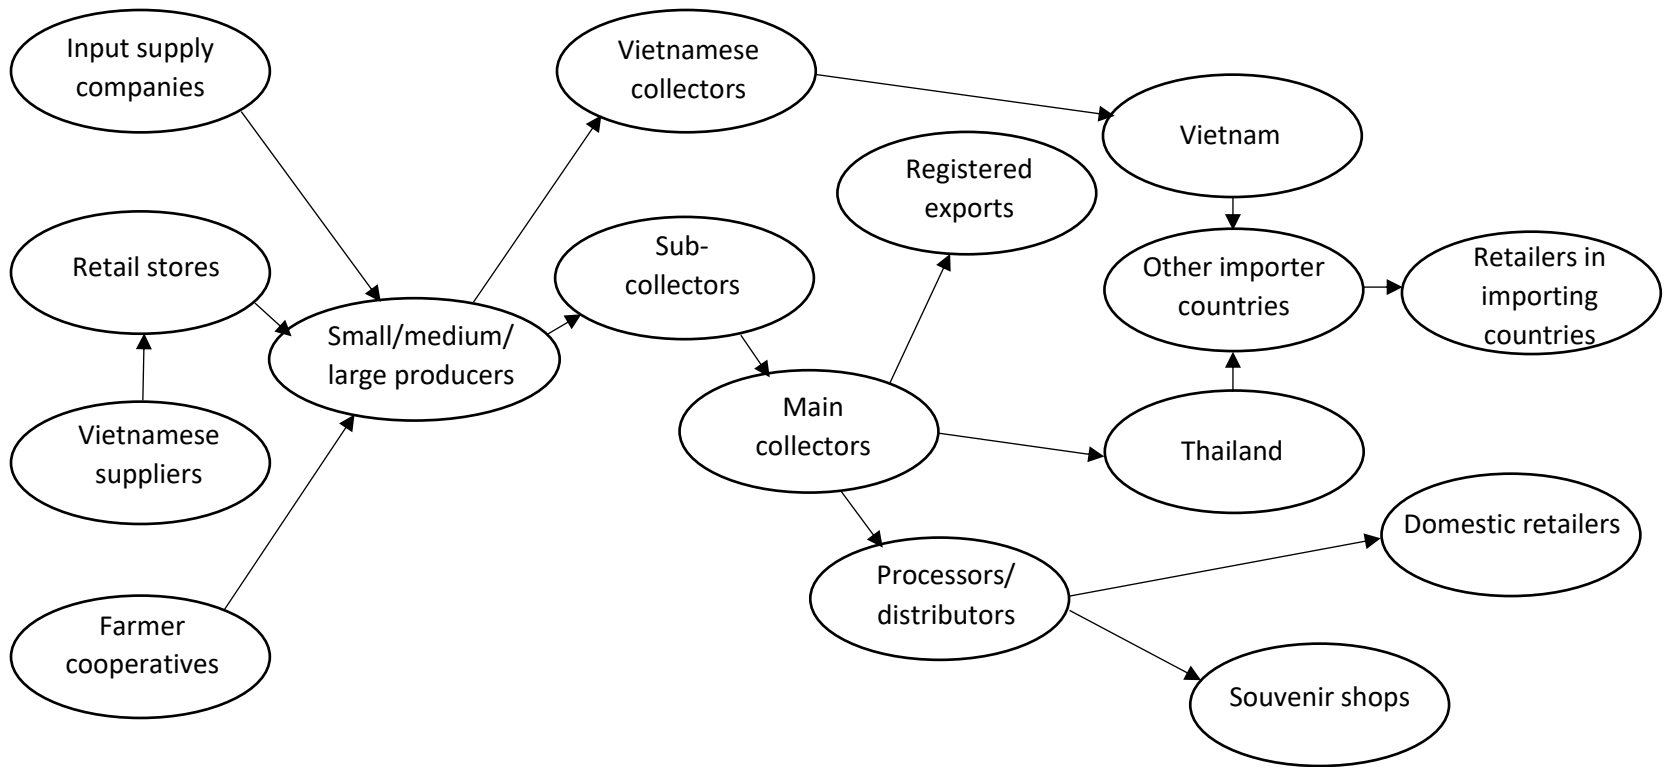 Input supply
companies
Vietnamese
collectors
Vietnam
Registered
exports
Retail stores
Sub-
collectors
Other importer
countries
Retailers in
importing
countries
Small/medium/
large producers
Vietnamese
suppliers
Main
collectors
Thailand
Domestic retailers
Processors/
distributors
Farmer
cooperatives
Souvenir shops